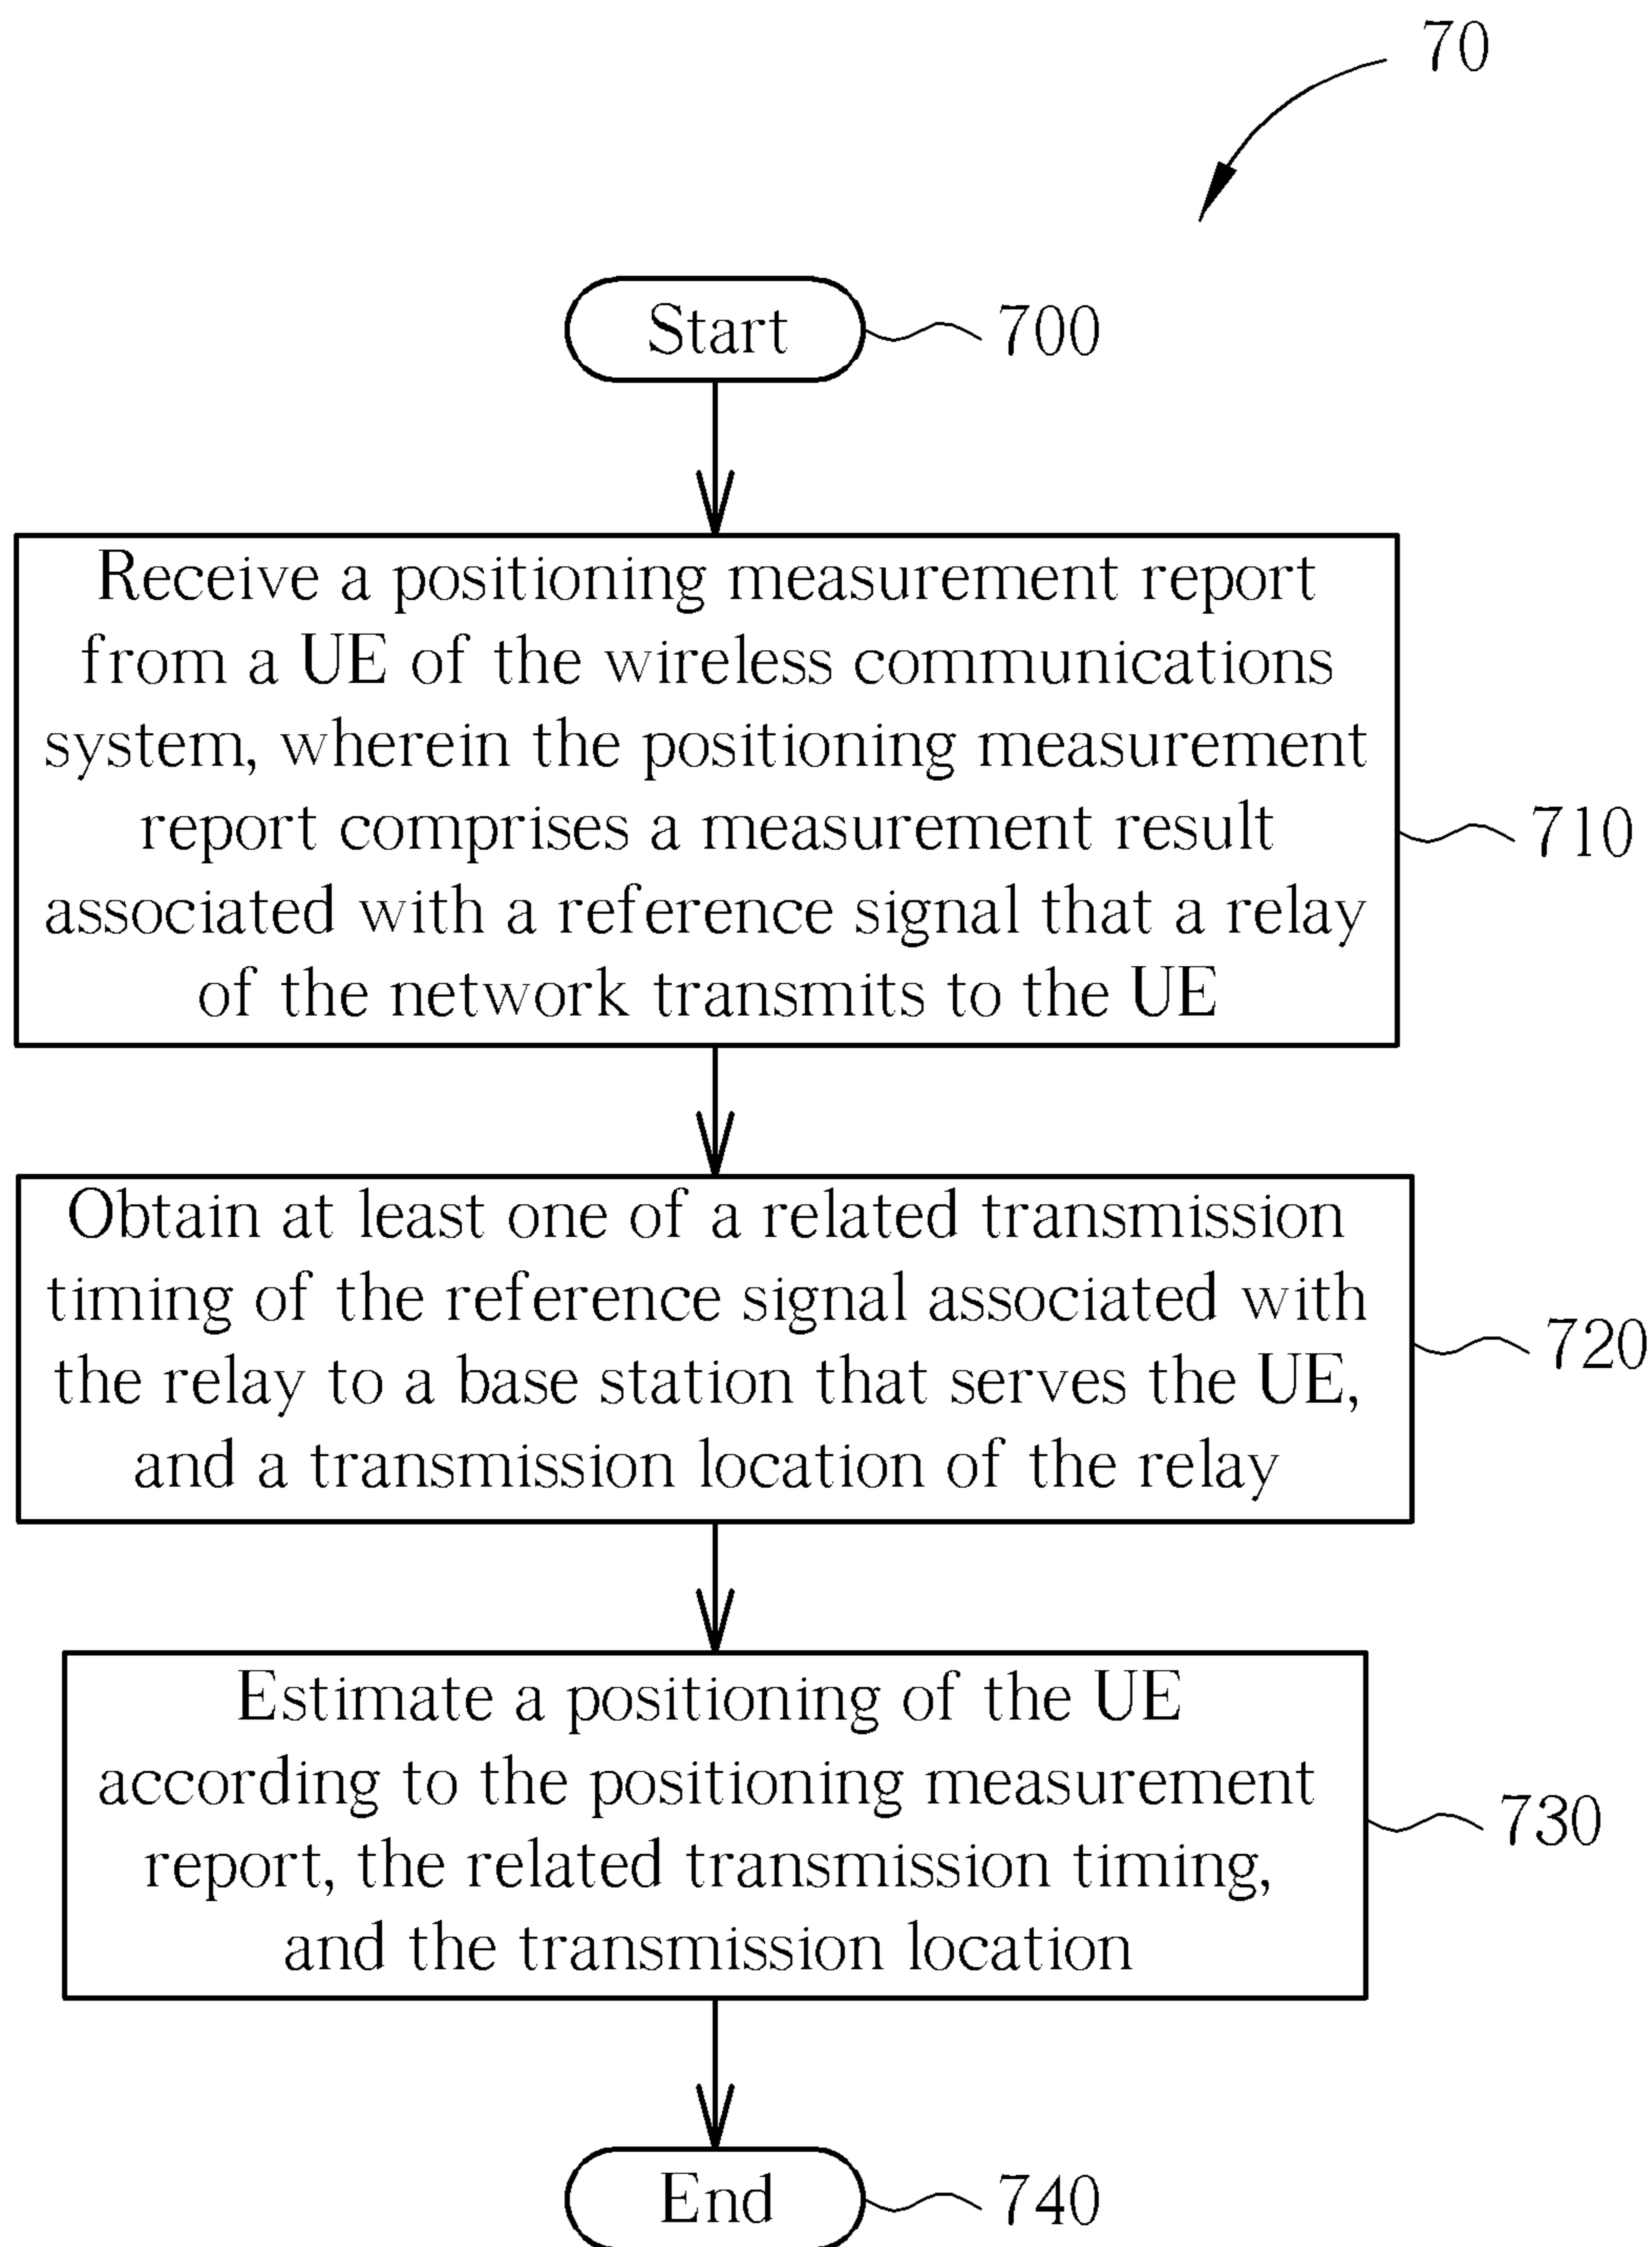 70
Start
700
Receive a positioning measurement report
from a UE of the wireless communications
system, wherein the positioning measurement
report comprises a measurement result
associated with a reference signal that a relay
of the network transmits to the UE
710
Obtain at least one of a related transmission
timing of the reference signal associated with
the relay to a base station that serves the UE,
and a transmission location of the relay
720
Estimate a positioning of the UE
according to the positioning measurement
report, the related transmission timing,
and the transmission location
730
End
740